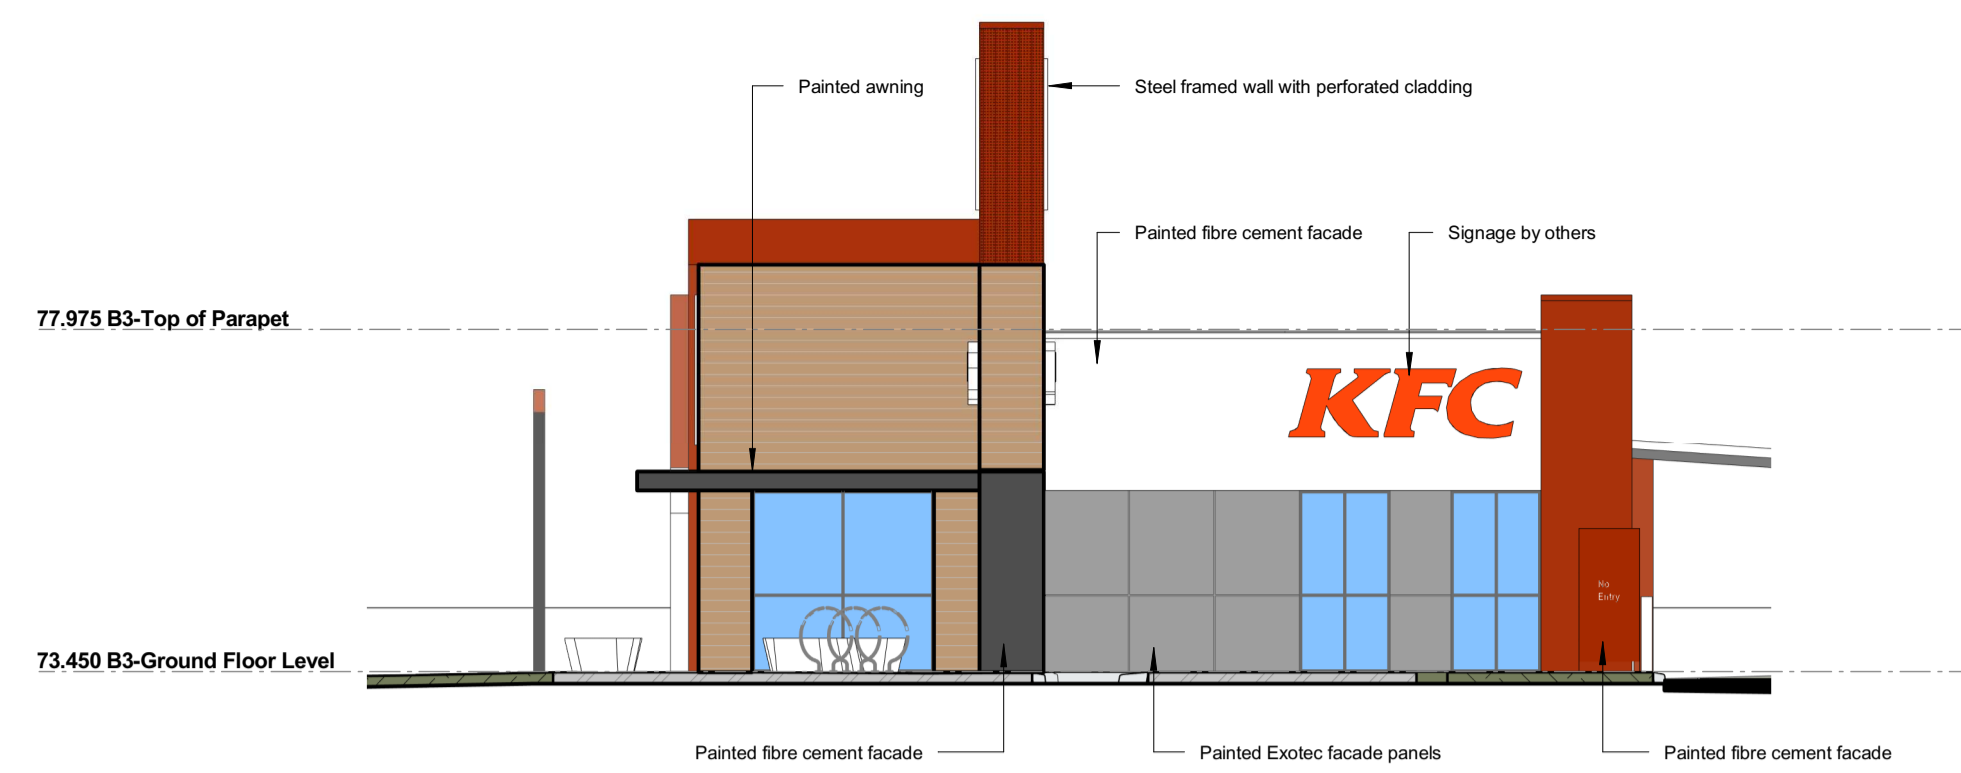 Painted awning
Steel framed wall with perforated cladding
Painted fibre cement facade
Signage by others
77.975 B3-Top of Parapet
KFC
No
Entry
73.450 B3-Ground Floor Level
Painted fibre cement facade
Painted Exotec facade panels
Painted fibre cement facade